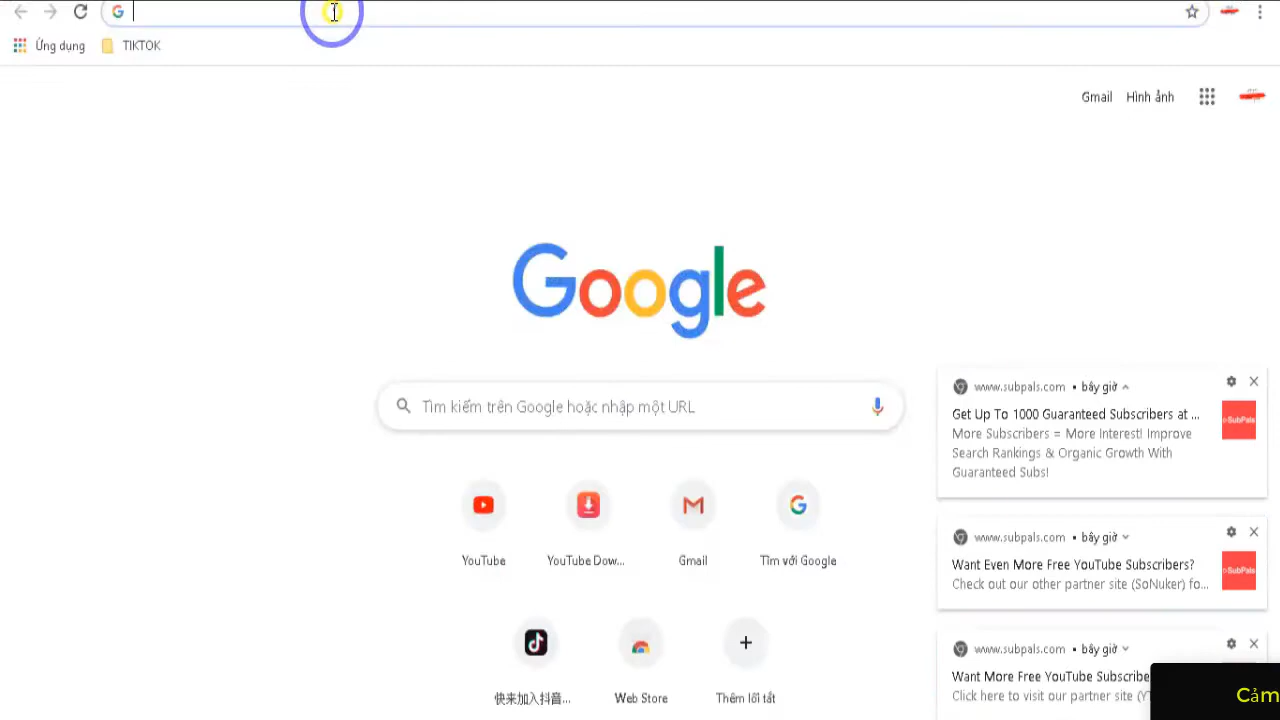 Ứng dụng
TIKTOK
Gmail
Hình ảnh
Google
Tìm kiếm trên Google hoặc nhập một URL
YouTube
YouTube Dow...
Gmail
Tìm với Google
快来加入抖音...
Web Store
Thêm lối tắt
www.subpals.com • bây giờ
Get Up To 1000 Guaranteed Subscribers at ...
More Subscribers = More Interest! Improve
Search Rankings & Organic Growth With
Guaranteed Subs!
SubPals
www.subpals.com • bây giờ
Want Even More Free YouTube Subscribers?
Check out our other partner site (SoNuker) fo...
SubPals
www.subpals.com • bây giờ
Want More Free YouTube Subscribe
Click here to visit our partner site (Y
Cảm